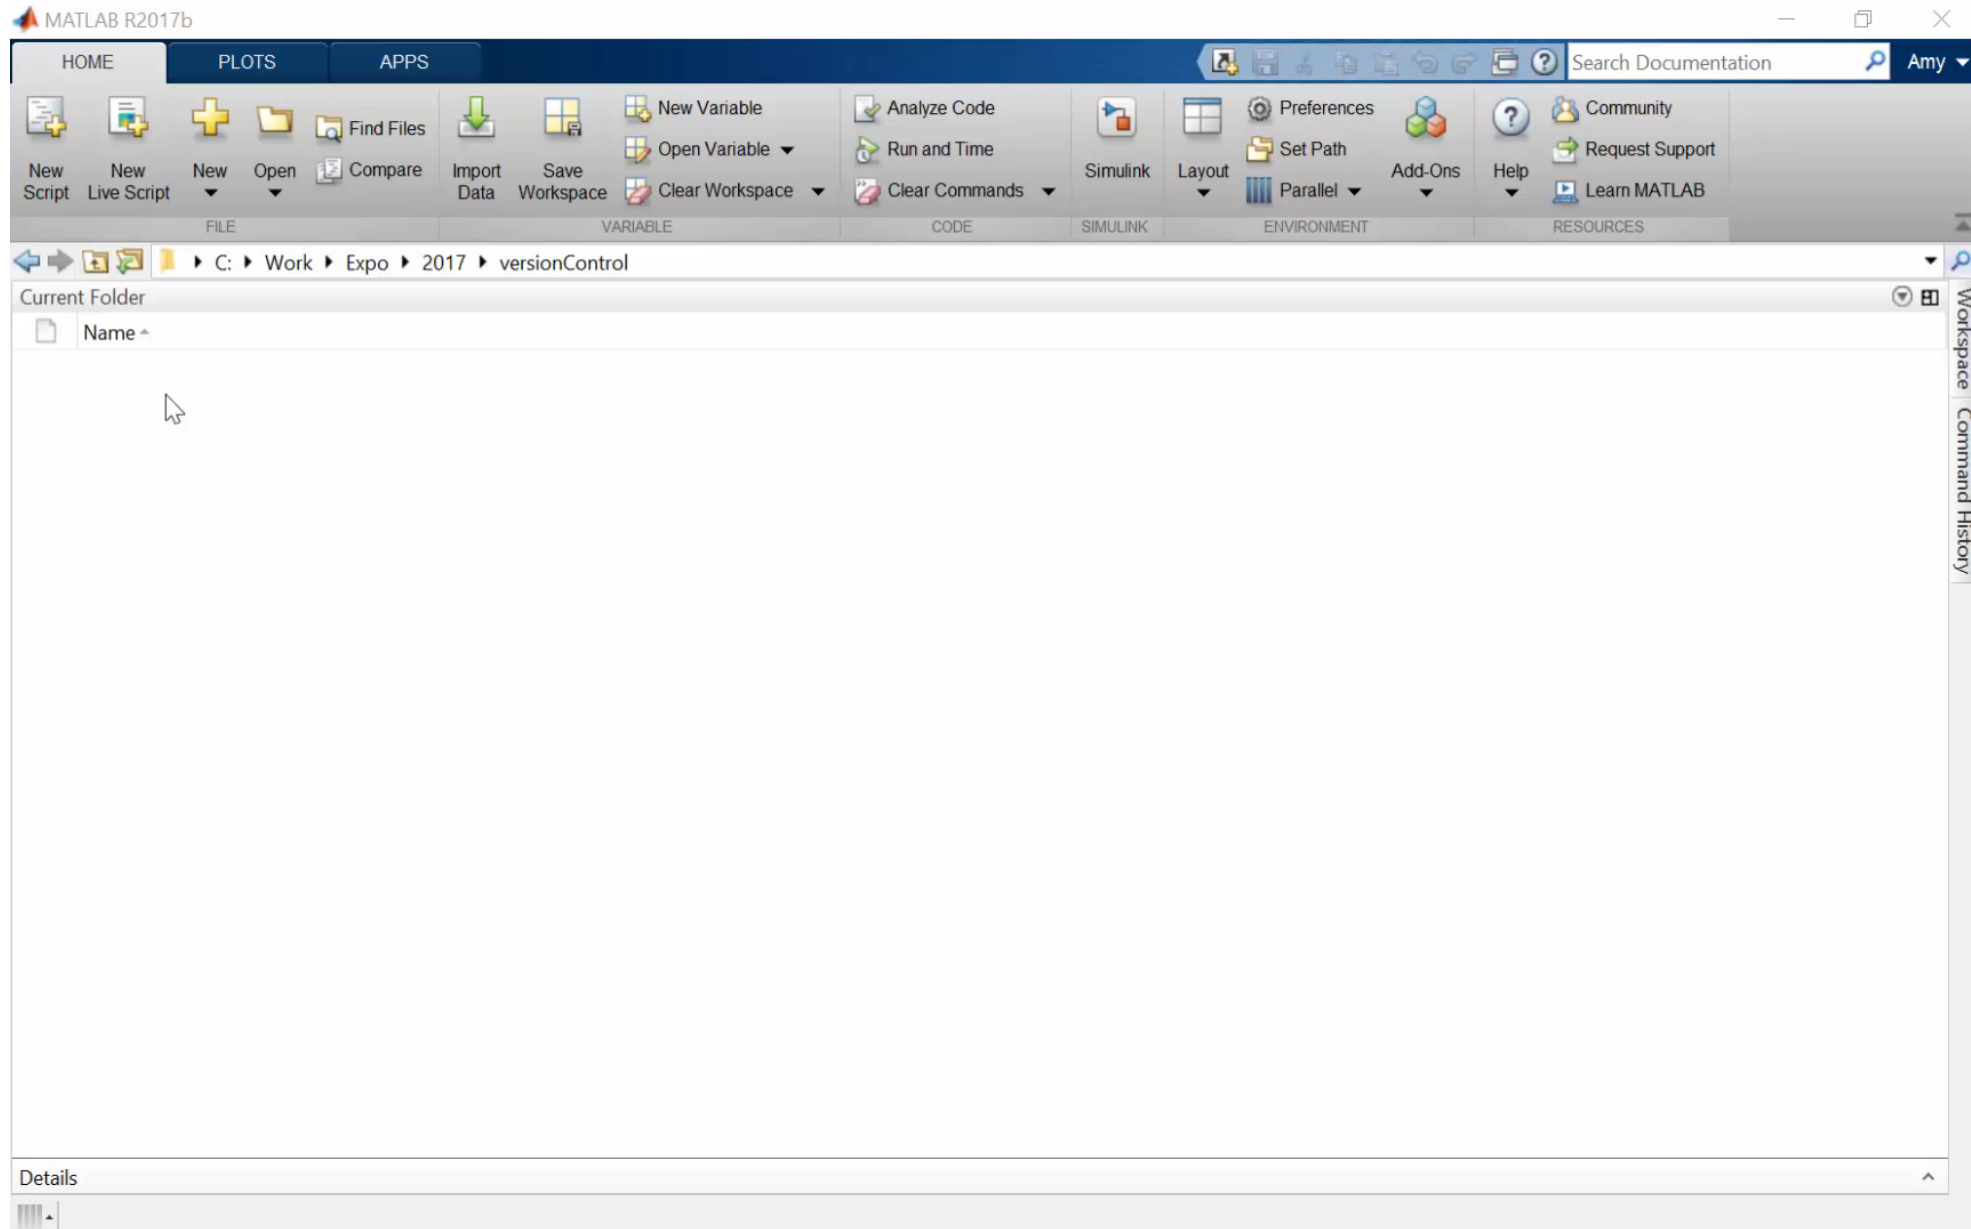 MATLAB R2017b
HOME PLOTS APPS Search Documentation Amy
New Script
New Live Script
New
Open
Find Files
Compare
Import Data
Save Workspace
New Variable
Open Variable
Clear Workspace
Analyze Code
Run and Time
Clear Commands
Simulink
Layout
Preferences
Set Path
Parallel
Add-Ons
Help
Community
Request Support
Learn MATLAB
FILE VARIABLE CODE SIMULINK ENVIRONMENT RESOURCES
C: Work Expo 2017 versionControl
Current Folder
Name
Workspace
Command History
Details